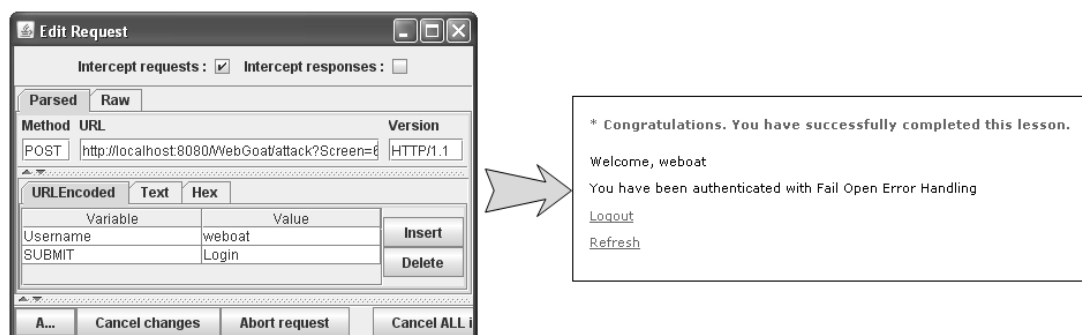 Edit Request
Intercept requests : Intercept responses :
Parsed Raw
Method URL Version
POST http://localhost:8080/WebGoat/attack?Screen=6 HTTP/1.1
URLEncoded Text Hex
Variable Value
Username weboat
SUBMIT Login
Insert
Delete
A... Cancel changes Abort request Cancel ALL i
* Congratulations. You have successfully completed this lesson.
Welcome, weboat
You have been authenticated with Fail Open Error Handling
Logout
Refresh